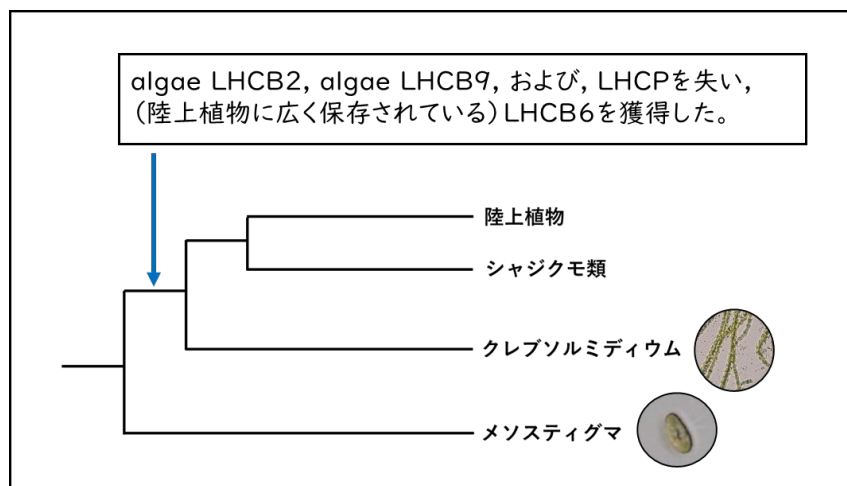 algae LHCB2, algae LHCB9, および, LHCPを失い,
（陸上植物に広く保存されている）LHCB6を獲得した。
陸上植物
シャジクモ類
クレブソルミディウム
メソスティグマ